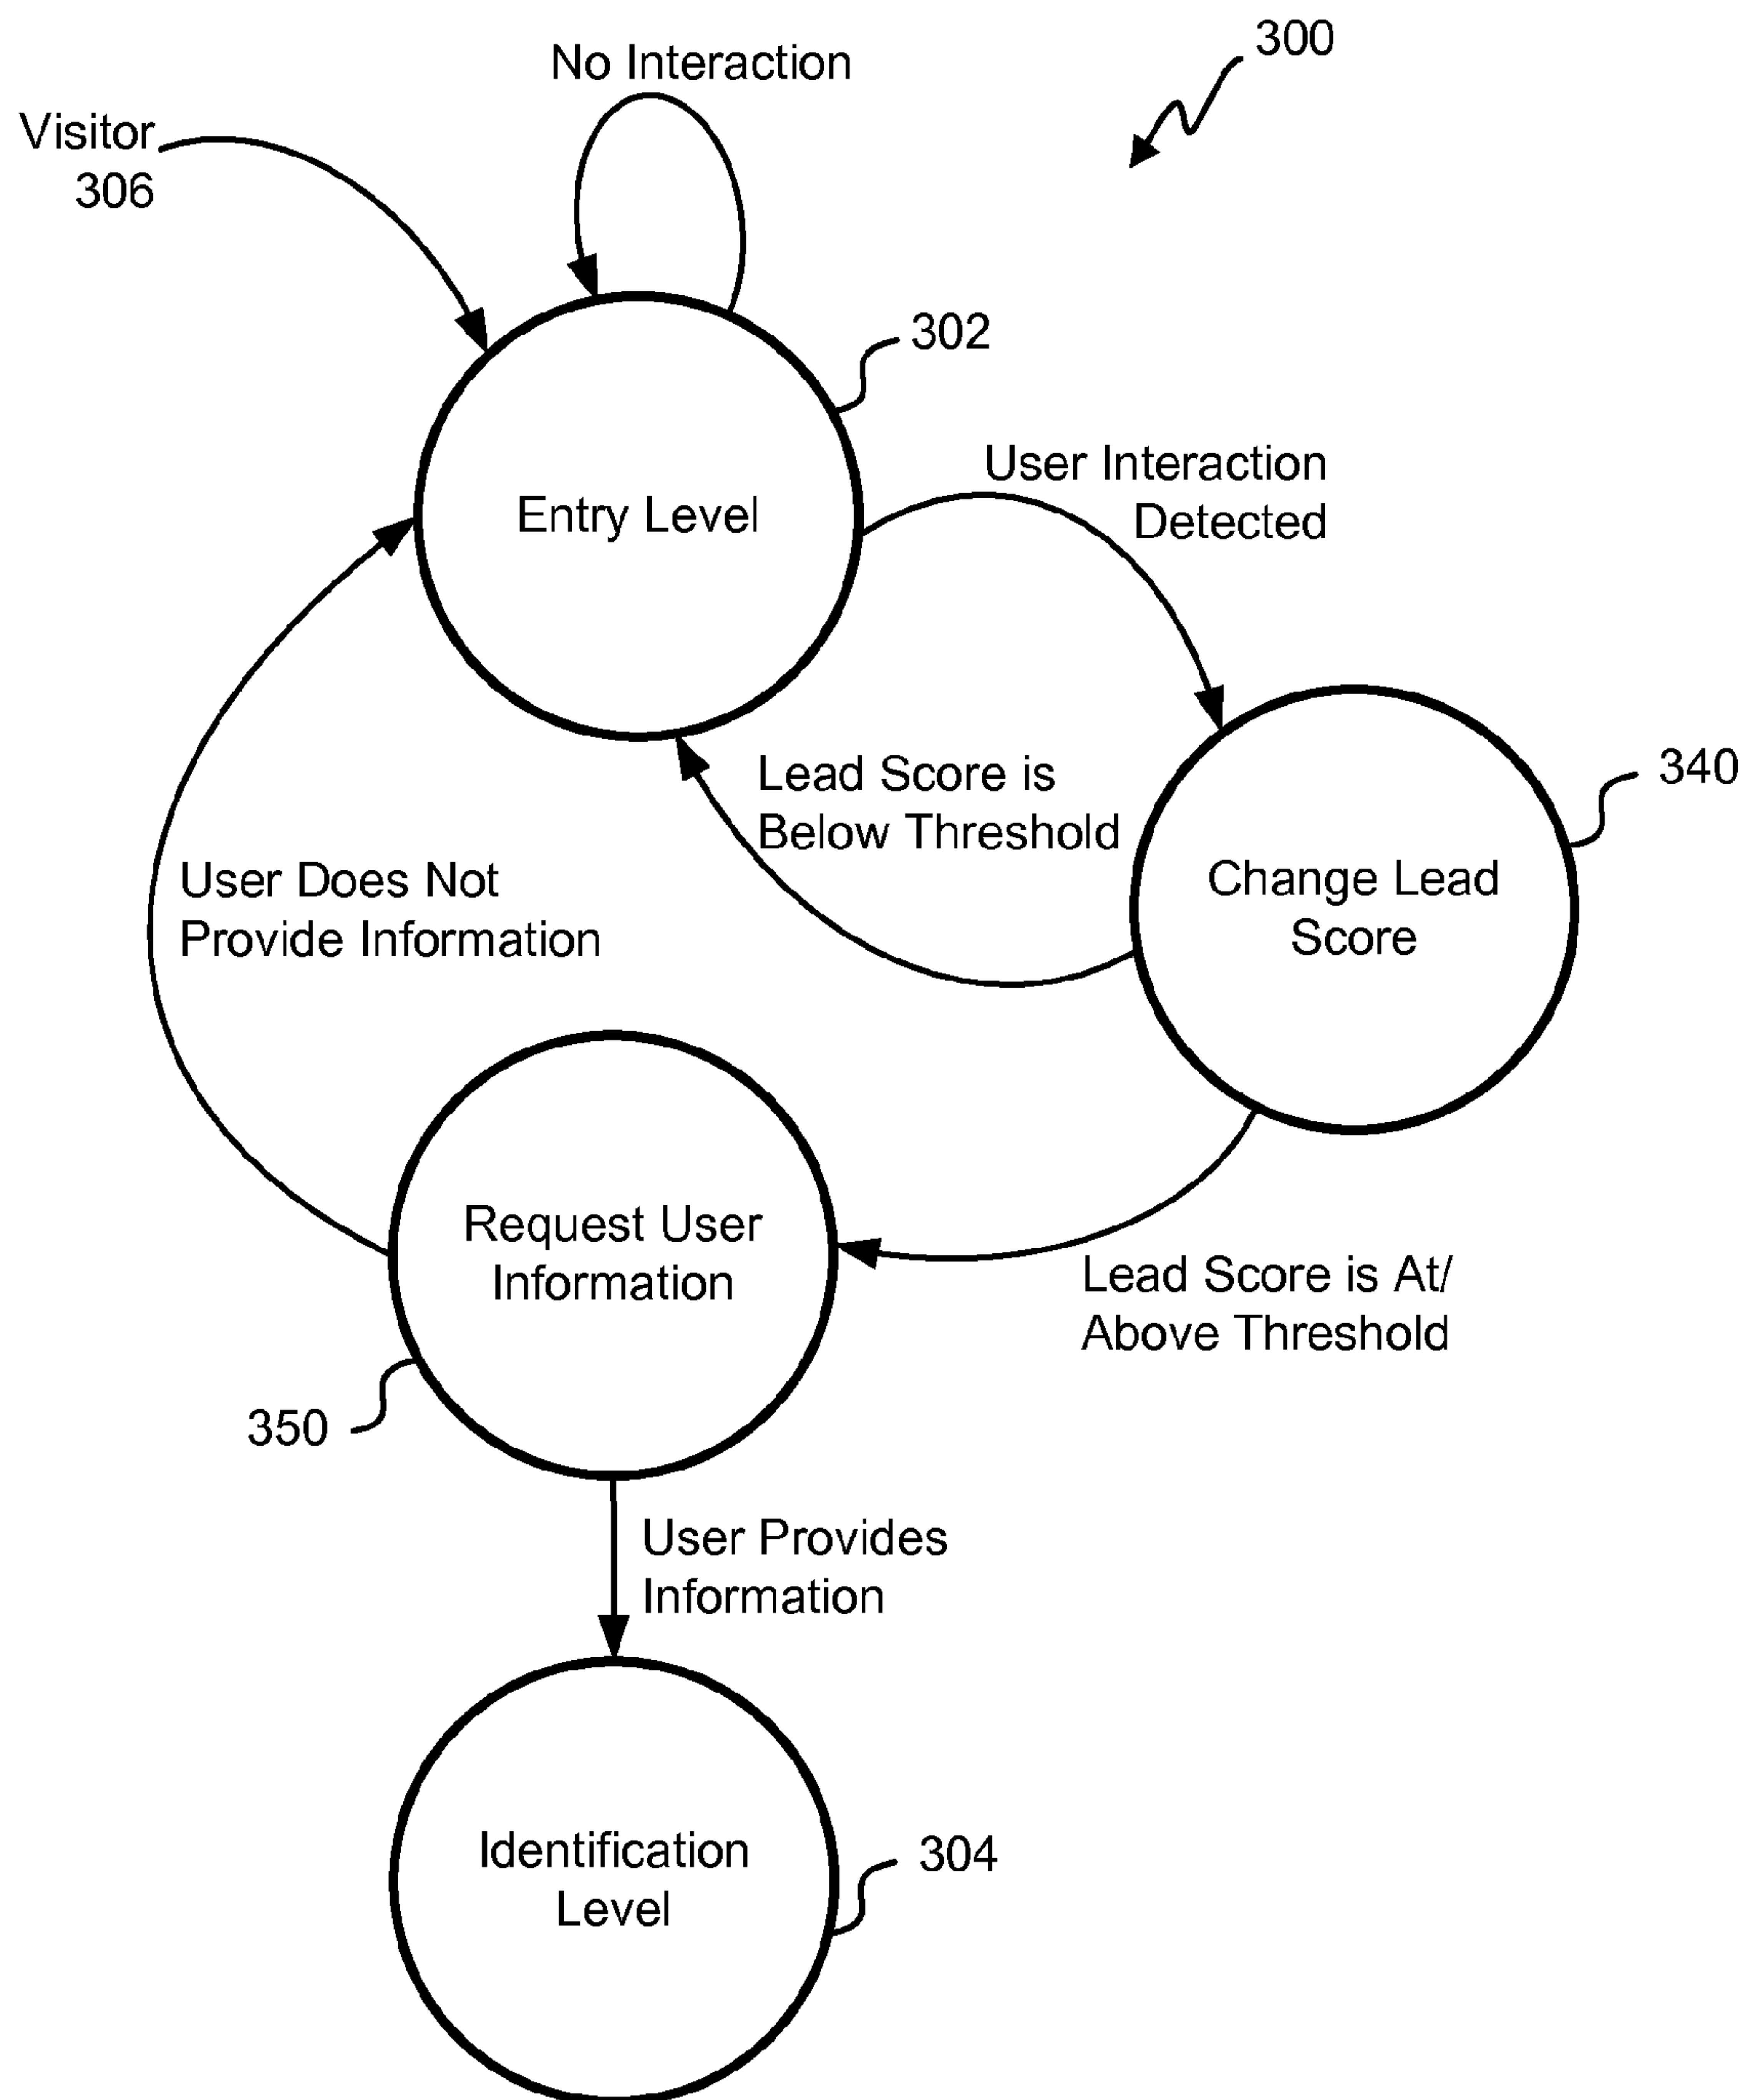 300
No Interaction
Visitor
306
302
User Interaction
Detected
Entry Level
Lead Score is
Below Threshold
340
User Does Not
Provide Information
Change Lead
Score
Request User
Information
Lead Score is At/
Above Threshold
350
User Provides
Information
Identification
Level
304